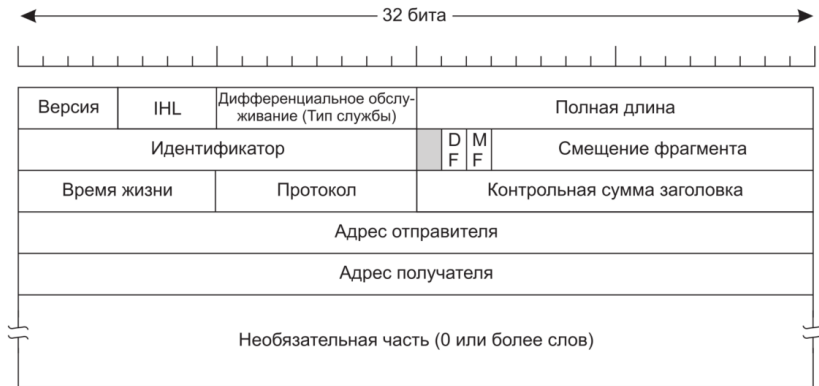 32 бита
Версия IHL Дифференциальное обслу-
живание (Тип службы) Полная длина
Идентификатор D
F M
F Смещение фрагмента
Время жизни Протокол Контрольная сумма заголовка
Адрес отправителя
Адрес получателя
Необязательная часть (0 или более слов)